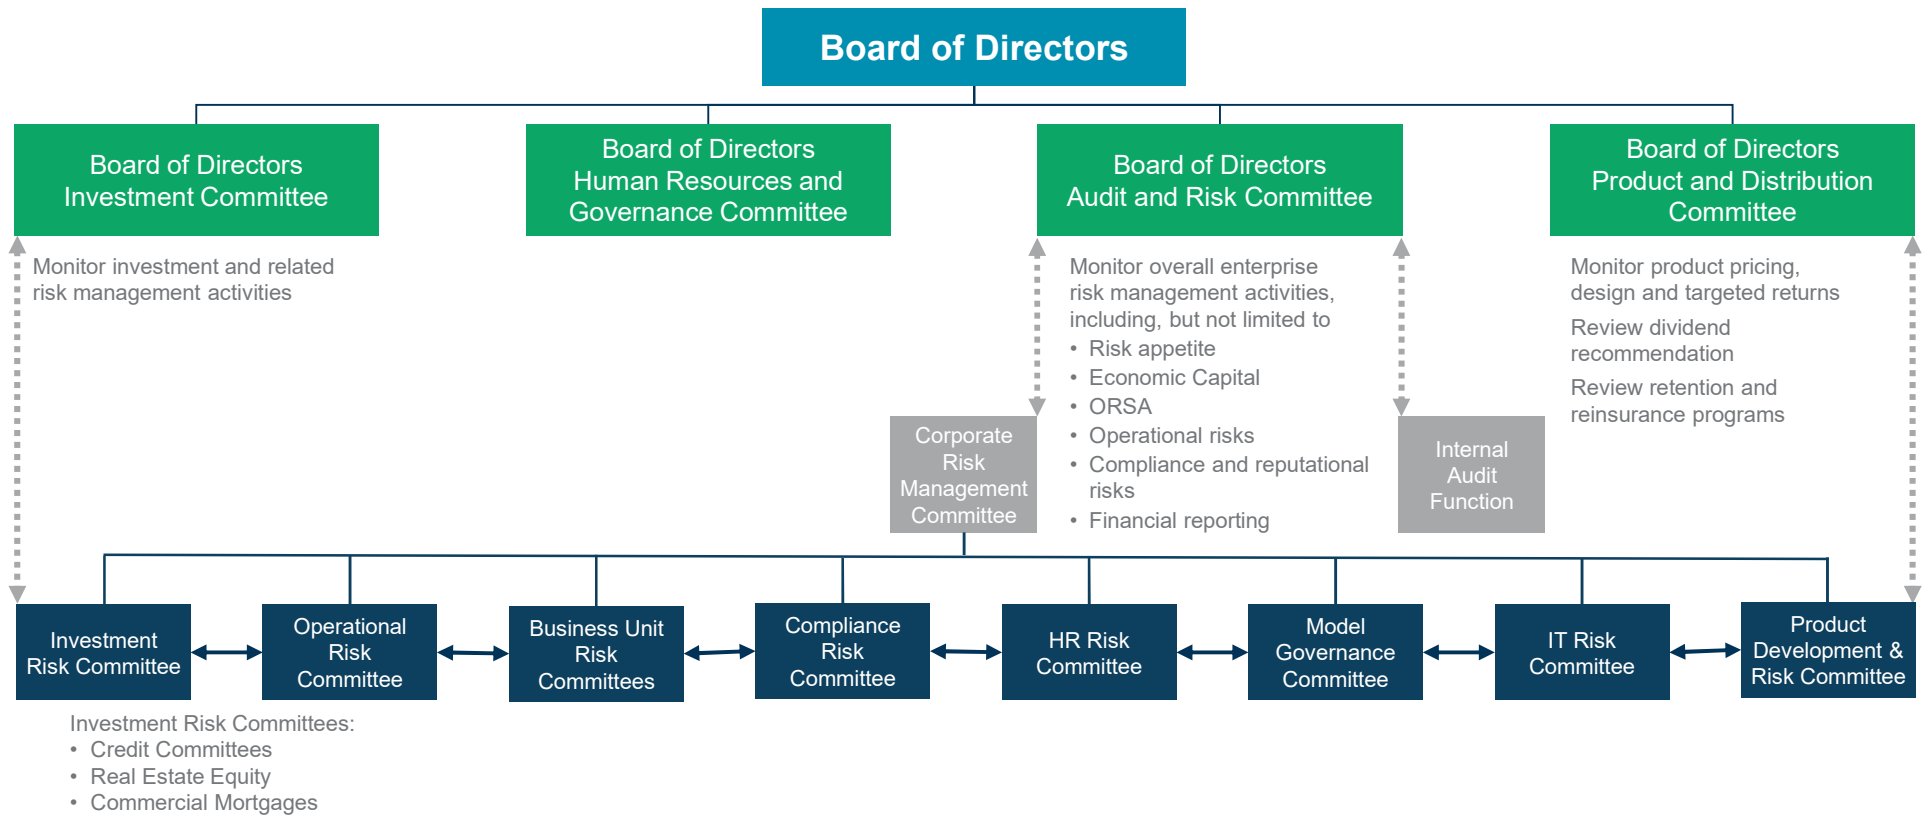 Board of Directors
Board of Directors
Investment Committee
Board of Directors
Human Resources and
Governance Committee
Board of Directors
Audit and Risk Committee
Board of Directors
Product and Distribution
Committee
Monitor investment and related
risk management activities
Monitor overall enterprise
risk management activities,
including, but not limited to
• Risk appetite
• Economic Capital
• ORSA
• Operational risks
• Compliance and reputational
risks
• Financial reporting
Monitor product pricing,
design and targeted returns
Review dividend
recommendation
Review retention and
reinsurance programs
Corporate
Risk
Management
Committee
Internal
Audit
Function
Investment
Risk Committee
Operational
Risk
Committee
Business Unit
Risk
Committees
Compliance
Risk
Committee
HR Risk
Committee
Model
Governance
Committee
IT Risk
Committee
Product
Development &
Risk Committee
Investment Risk Committees:
• Credit Committees
• Real Estate Equity
• Commercial Mortgages